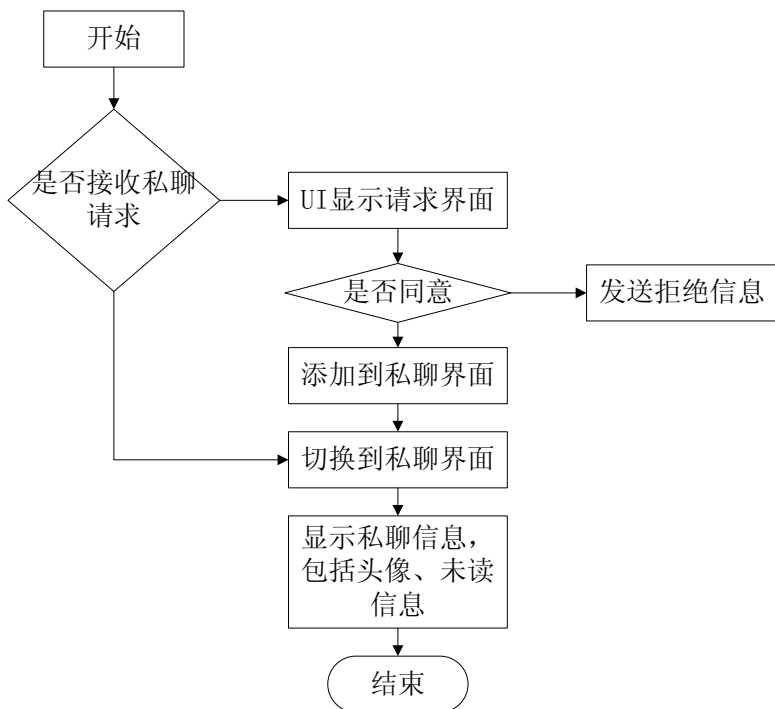 开始
是否接收私聊
请求
UI显示请求界面
是否同意
发送拒绝信息
添加到私聊界面
切换到私聊界面
显示私聊信息，
包括头像、未读
信息
结束